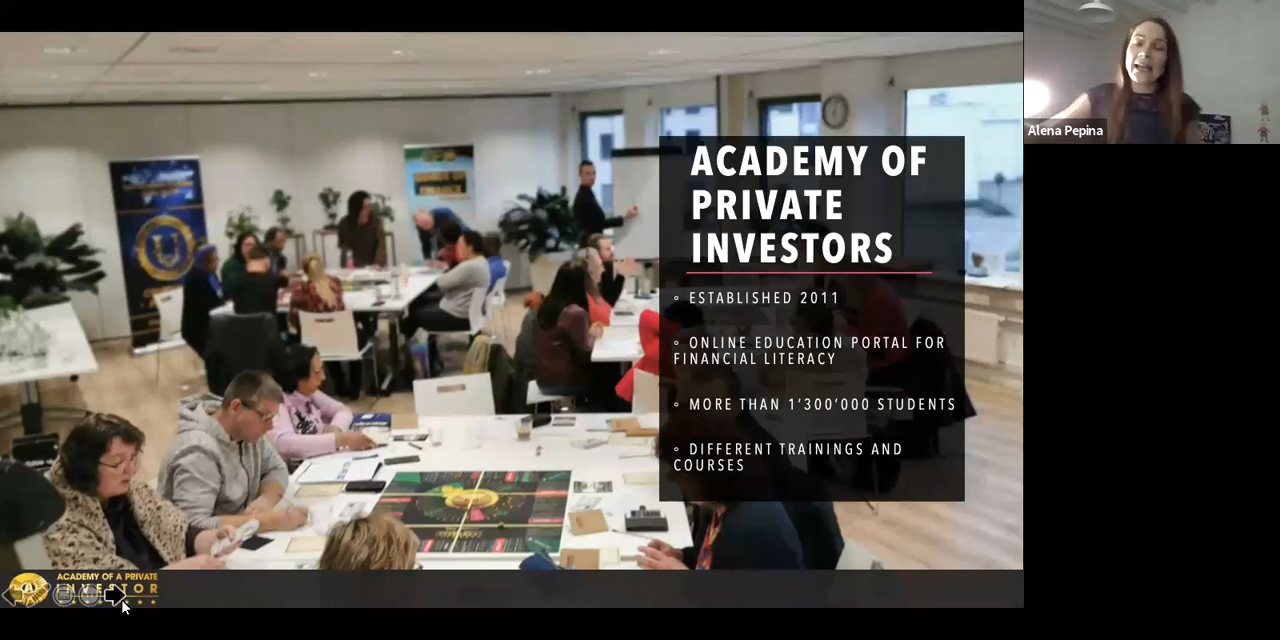 ACADEMY OF
PRIVATE
INVESTORS
◦ ESTABLISHED 2011
◦ ONLINE EDUCATION PORTAL FOR
FINANCIAL LITERACY
◦ MORE THAN 1'300'000 STUDENTS
◦ DIFFERENT TRAININGS AND
COURSES
Alena Pepina
ACADEMY OF A PRIVATE
INVESTOR